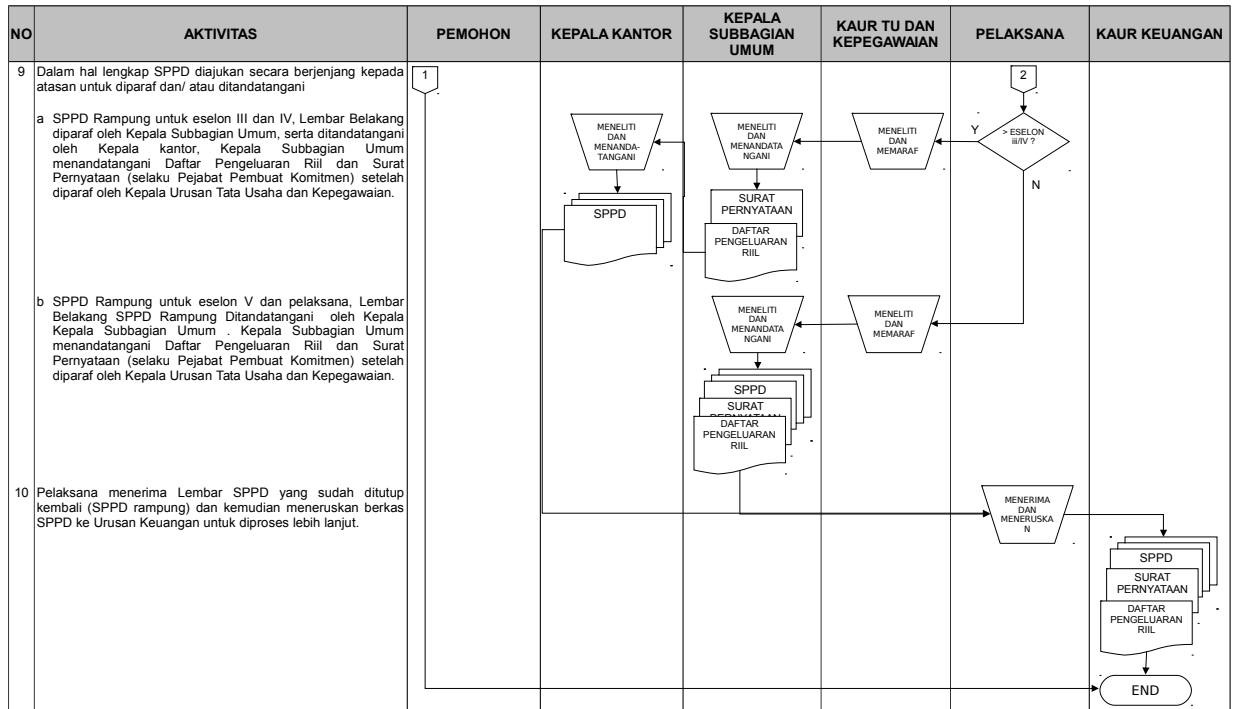 NO
AKTIVITAS
PEMOHON
KEPALA KANTOR
KEPALA
SUBBAGIAN
UMUM
KAUR TU DAN
KEPEGAWAIAN
PELAKSANA
KAUR KEUANGAN
9
Dalam hal lengkap SPPD diajukan secara berjenjang kepada
atasan untuk diparaf dan/ atau ditandatangani
a SPPD Rampung untuk eselon III dan IV, Lembar Belakang
diparaf oleh Kepala Subbagian Umum, serta ditandatangani
oleh Kepala kantor, Kepala Subbagian Umum
menandatangani Daftar Pengeluaran Riil dan Surat
Pernyataan (selaku Pejabat Pembuat Komitmen) setelah
diparaf oleh Kepala Urusan Tata Usaha dan Kepegawaian.
b SPPD Rampung untuk eselon V dan pelaksana, Lembar
Belakang SPPD Rampung Ditandatangani oleh Kepala
Kepala Subbagian Umum . Kepala Subbagian Umum
menandatangani Daftar Pengeluaran Riil dan Surat
Pernyataan (selaku Pejabat Pembuat Komitmen) setelah
diparaf oleh Kepala Urusan Tata Usaha dan Kepegawaian.
10 Pelaksana menerima Lembar SPPD yang sudah ditutup
kembali (SPPD rampung) dan kemudian meneruskan berkas
SPPD ke Urusan Keuangan untuk diproses lebih lanjut.
1
2
> ESELON
iii/IV ?
Y
N
MENELITI
DAN
MEMARAF
MENELITI
DAN
MENANDATA
NGANI
SURAT
PERNYATAAN
DAFTAR
PENGELUARAN
RIIL
MENELITI
DAN
MENANDA-
TANGANI
SPPD
MENELITI
DAN
MEMARAF
MENELITI
DAN
MENANDATA
NGANI
SPPD
SURAT
PERNYATAAN
DAFTAR
PENGELUARAN
RIIL
MENERIMA
DAN
MENERUSKA
N
SPPD
SURAT
PERNYATAAN
DAFTAR
PENGELUARAN
RIIL
END